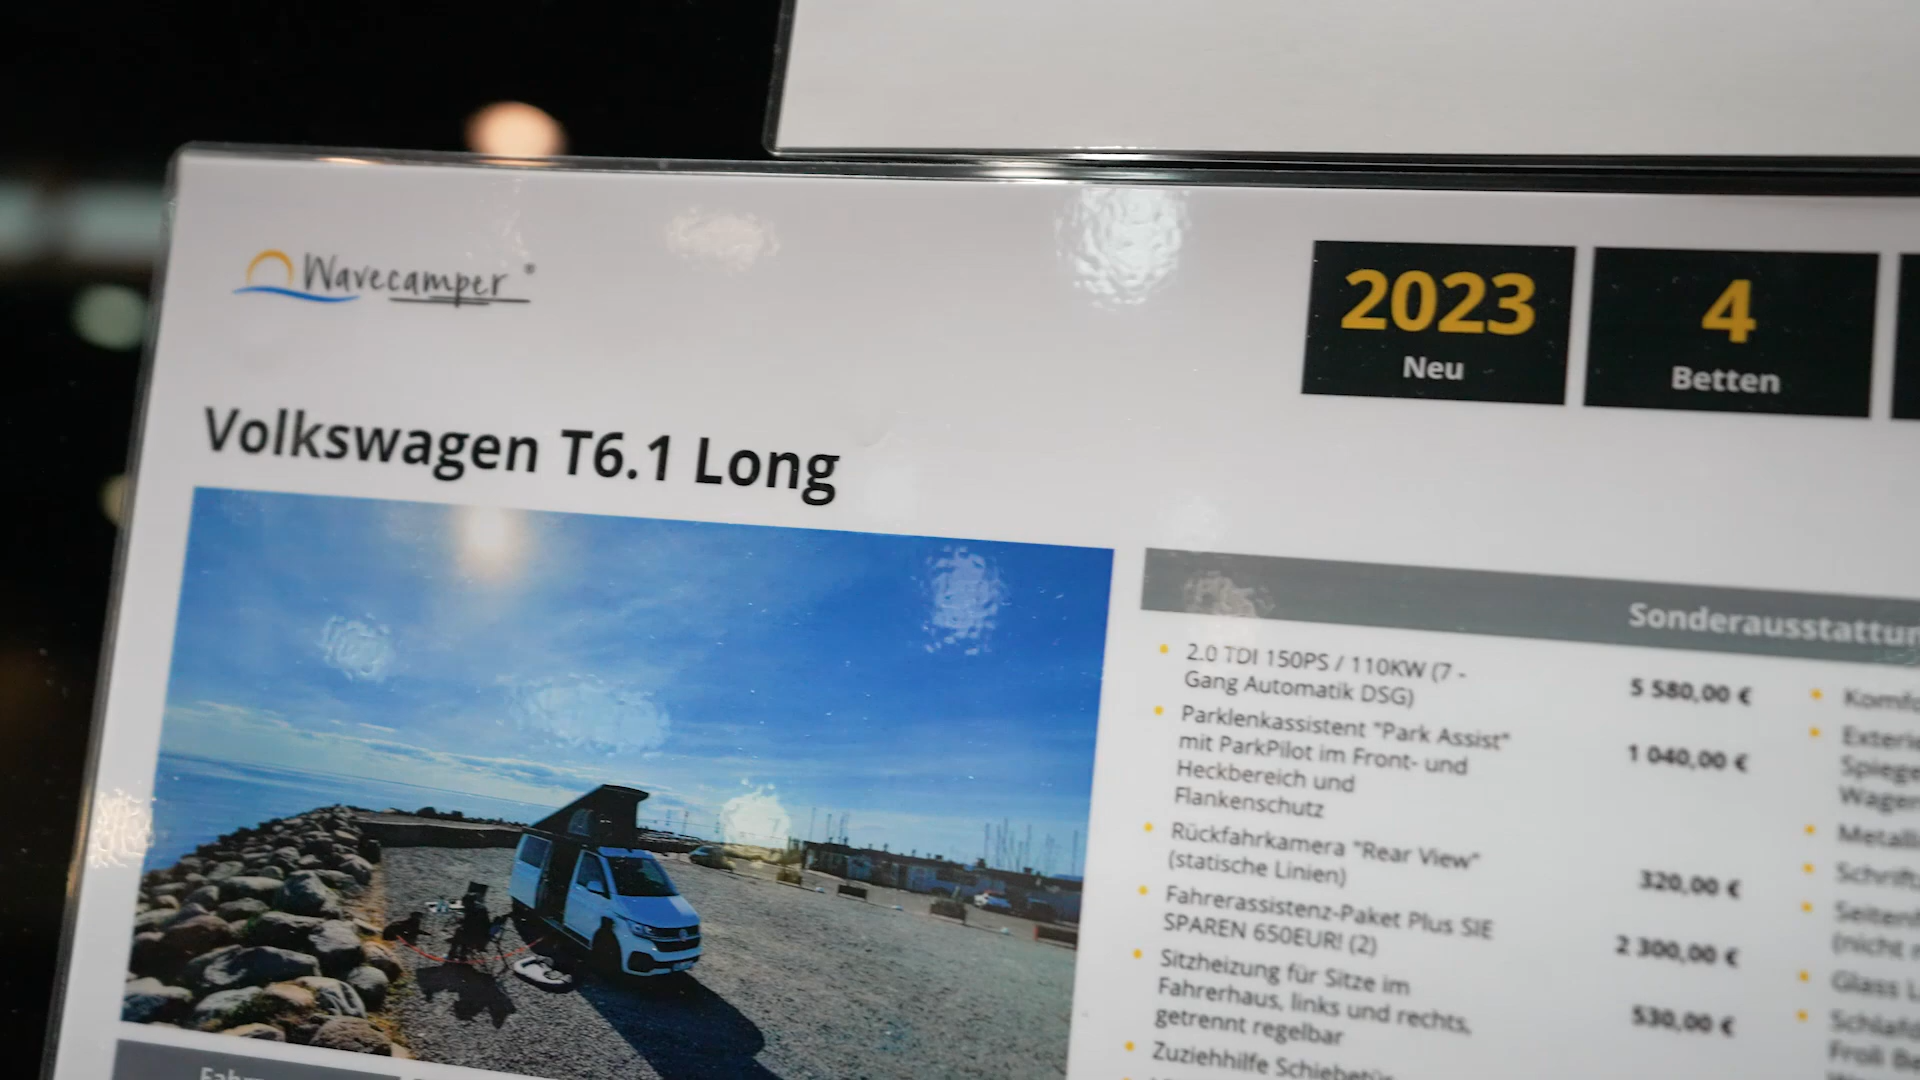 Wavecamper®
2023
Neu
4
Betten
Volkswagen T6.1 Long
2.0 TDI 150PS / 110KW (7 -
Gang Automatik DSG)
5 580,00 €
Parklenkassistent "Park Assist"
mit ParkPilot im Front- und
Heckbereich und
Flankenschutz
1 040,00 €
Rückfahrkamera "Rear View"
(statische Linien)
320,00 €
Fahrerassistenz-Paket Plus SIE
SPAREN 650EUR! (2)
2 300,00 €
Sitzheizung für Sitze im
Fahrerhaus, links und rechts,
getrennt regelbar
530,00 €
Zuziehhilfe
Glass